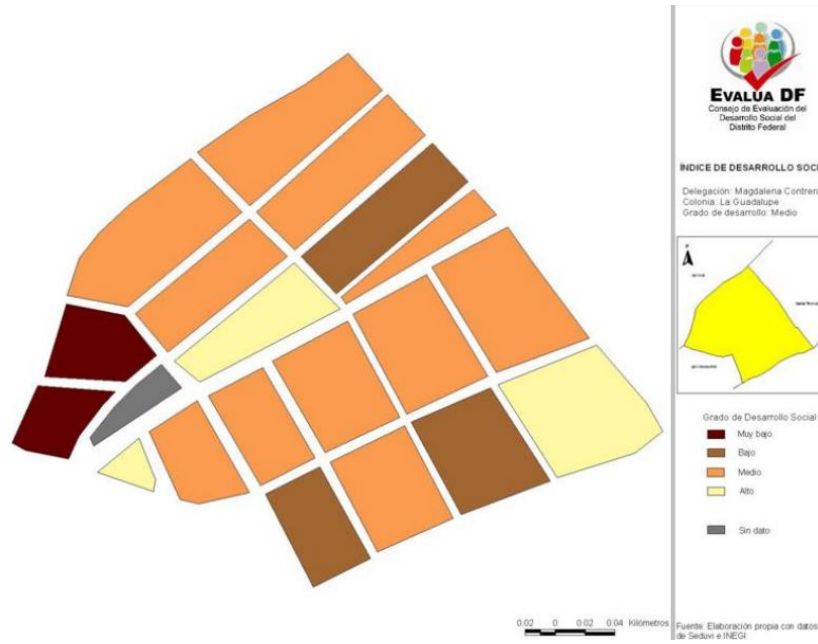 EVALUA DF
Consejo de Evaluación del
Desarrollo Social del
Distrito Federal
ÍNDICE DE DESARROLLO SOCI
Delegación: Magdalena Contrera
Colonia: La Guadalupe
Grado de desarrollo: Medio
Grado de Desarrollo Social
Muy bajo
Bajo
Medio
Alto
Sin dato
0.02 0 0.02 0.04 Kilómetros
Fuente: Elaboración propia con datos
de Seduvi e INEGI